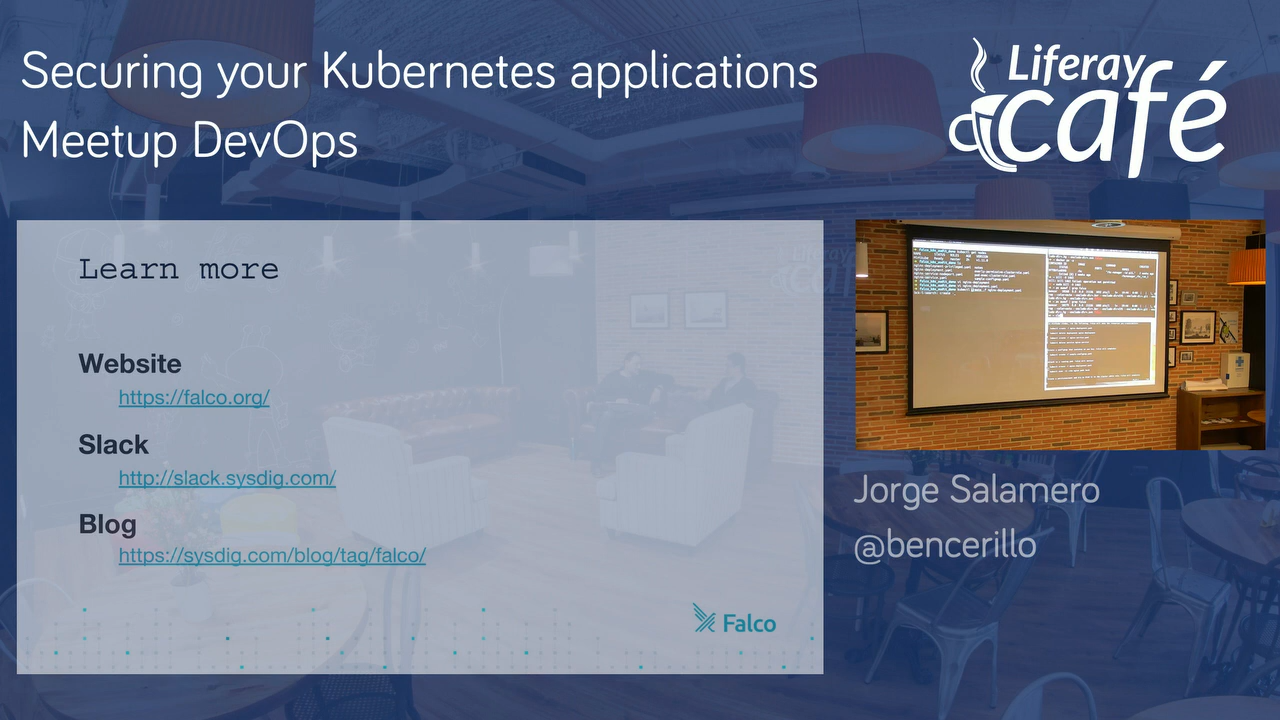 Securing your Kubernetes applications
Meetup DevOps
Liferay
café
Learn more
Website
https://falco.org/
Slack
http://slack.sysdig.com/
Blog
https://sysdig.com/blog/tag/falco/
Falco
Jorge Salamero
@bencerillo